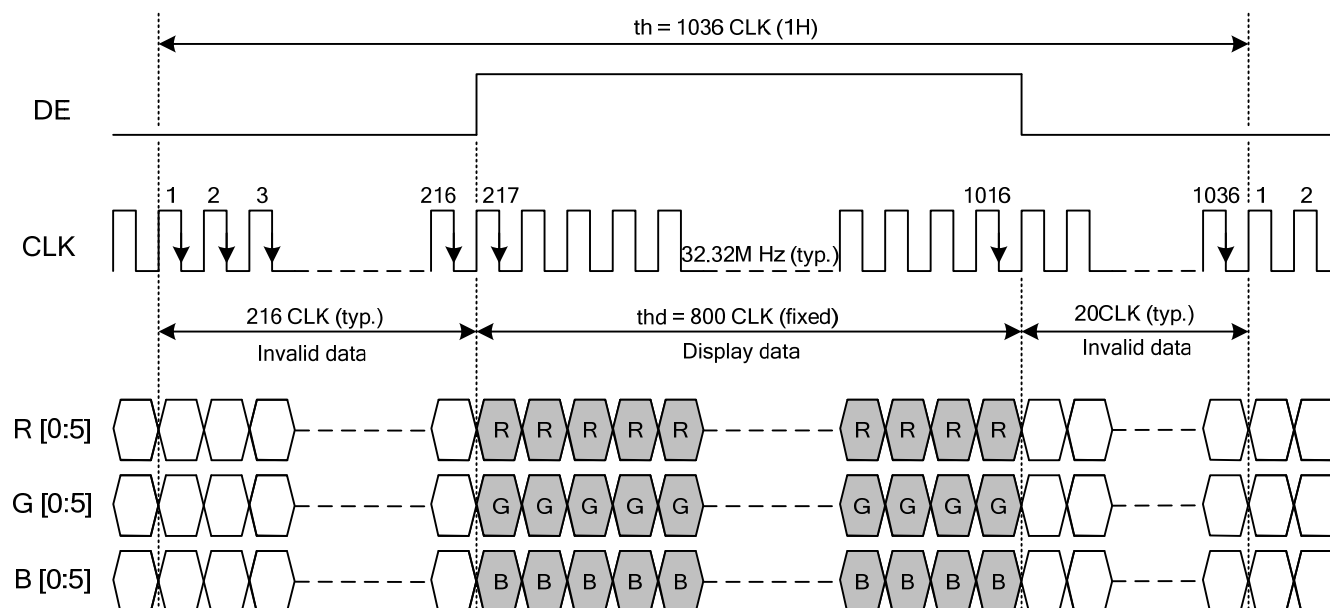 th = 1036 CLK (1H)
DE
1 2 3 216 217 1016 1036 1 2
CLK
32.32M Hz (typ.)
216 CLK (typ.) thd = 800 CLK (fixed) 20CLK (typ.)
Invalid data Display data Invalid data
R [0:5] R R R R R R R R R
G [0:5] G G G G G G G G G
B [0:5] B B B B B B B B B